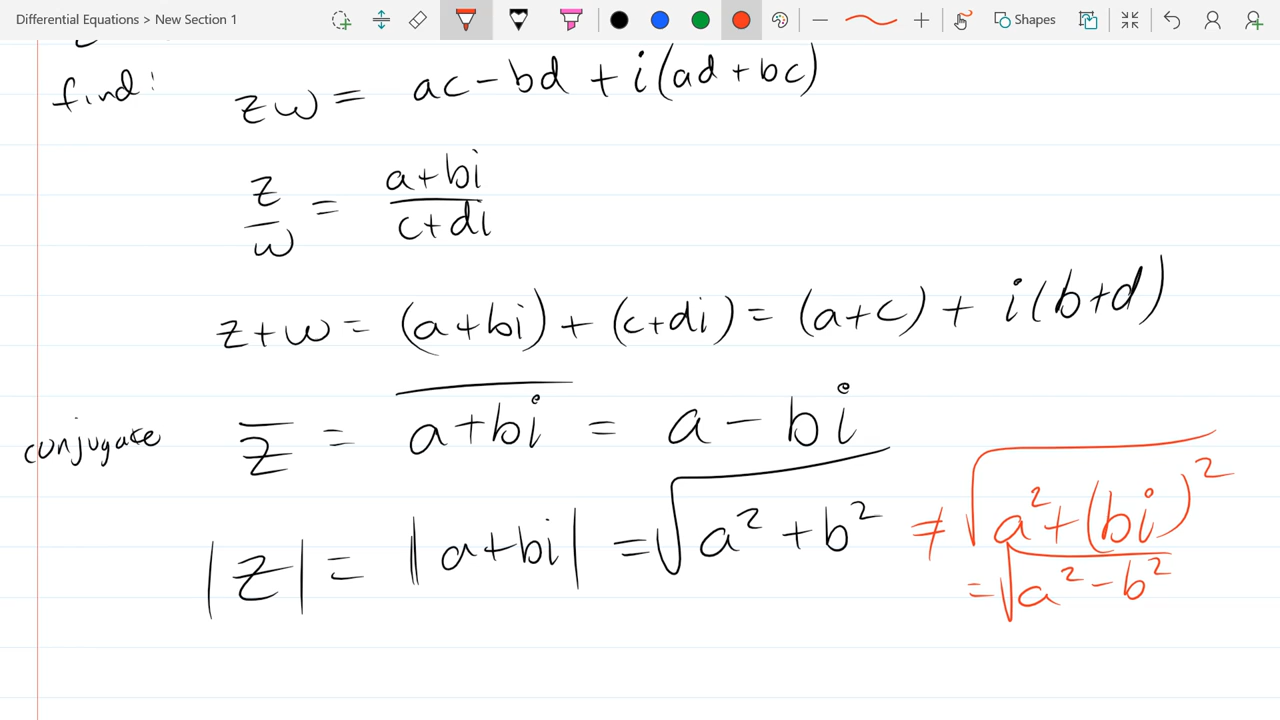 Differential Equations > New Section 1
Shapes
find:
zw = ac - bd + i(ad + bc)
z/w = (a+bi)/(c+di)
z+w = (a+bi) + (c+di) = (a+c) + i(b+d)
conjugate z̅ = \overline{a+bi} = a - bi
|z| = |a+bi| = √(a² + b²) ≠ √(a² + (bi)²)
= √(a² - b²)